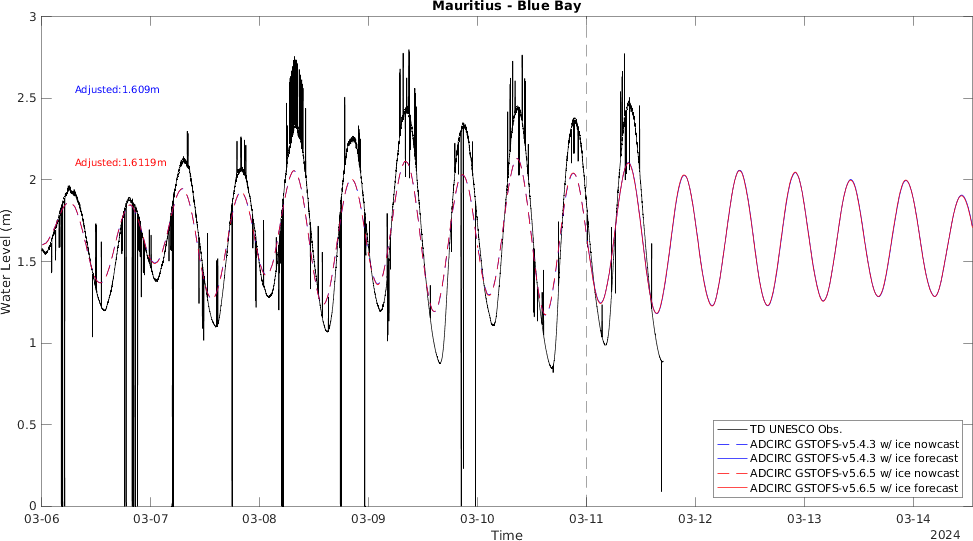 Mauritius - Blue Bay
3
2.5
2
1.5
1
0.5
0
Water Level (m)
Adjusted:1.609m
Adjusted:1.6119m
TD UNESCO Obs.
ADCIRC GSTOFS-v5.4.3 w/ ice nowcast
ADCIRC GSTOFS-v5.4.3 w/ ice forecast
ADCIRC GSTOFS-v5.6.5 w/ ice nowcast
ADCIRC GSTOFS-v5.6.5 w/ ice forecast
03-06 03-07 03-08 03-09 03-10 03-11 03-12 03-13 03-14
Time
2024